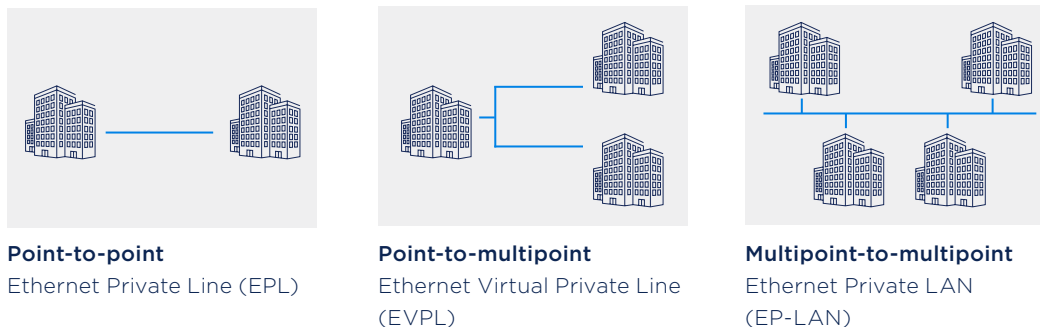 Point-to-point
Ethernet Private Line (EPL)
Point-to-multipoint
Ethernet Virtual Private Line
(EVPL)
Multipoint-to-multipoint
Ethernet Private LAN
(EP-LAN)